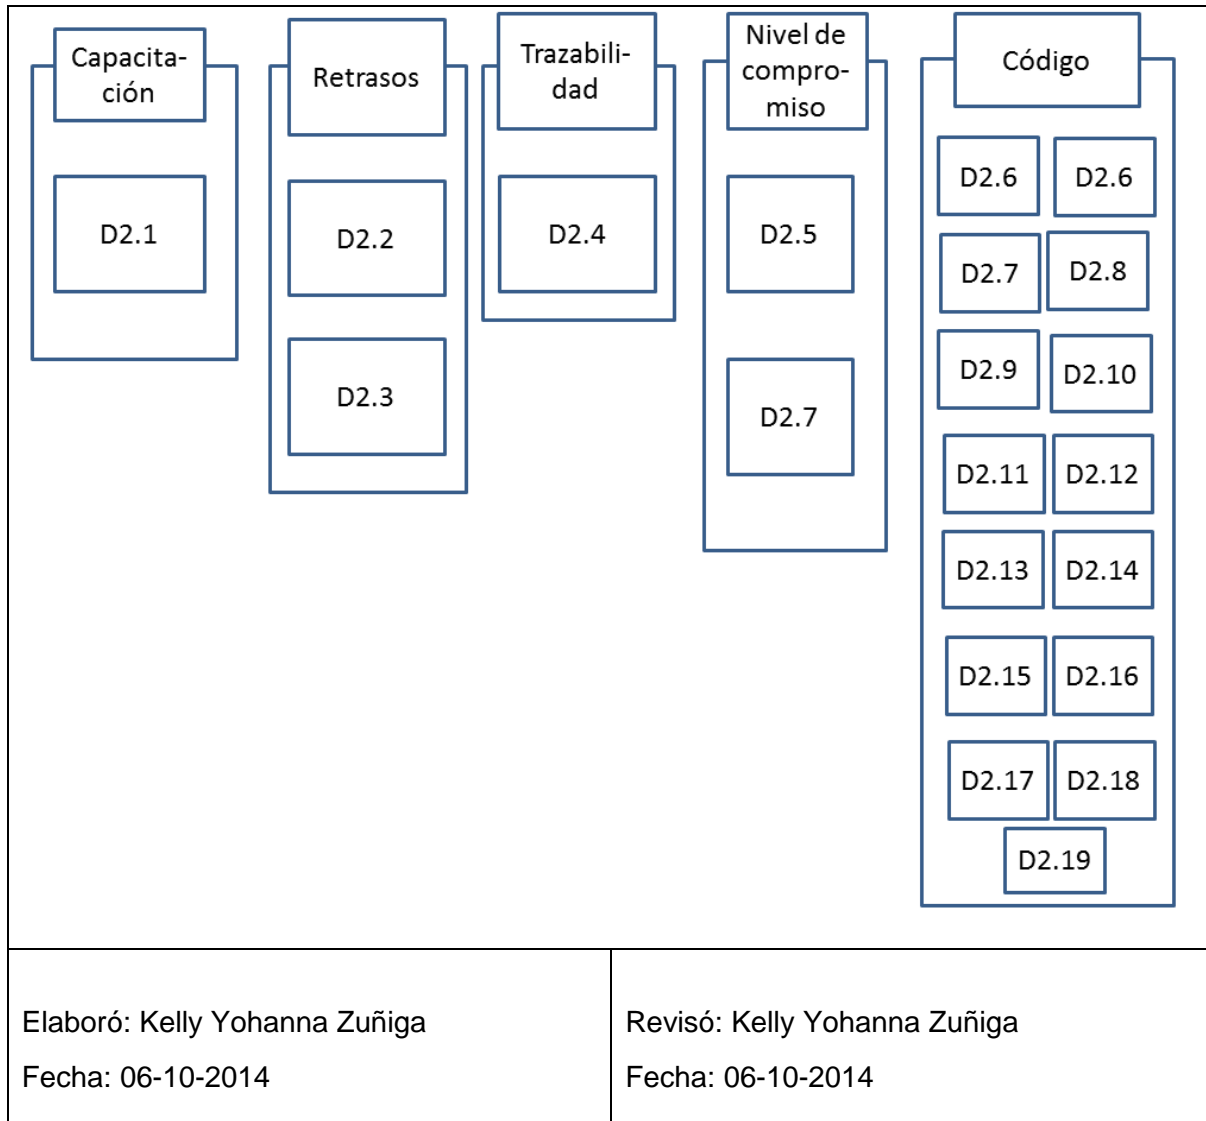 Capacita-
ción
D2.1
Retrasos
D2.2
D2.3
Trazabili-
dad
D2.4
Nivel de
compro-
miso
D2.5
D2.7
Código
D2.6 D2.6
D2.7 D2.8
D2.9 D2.10
D2.11 D2.12
D2.13 D2.14
D2.15 D2.16
D2.17 D2.18
D2.19
Elaboró: Kelly Yohanna Zuñiga
Fecha: 06-10-2014
Revisó: Kelly Yohanna Zuñiga
Fecha: 06-10-2014